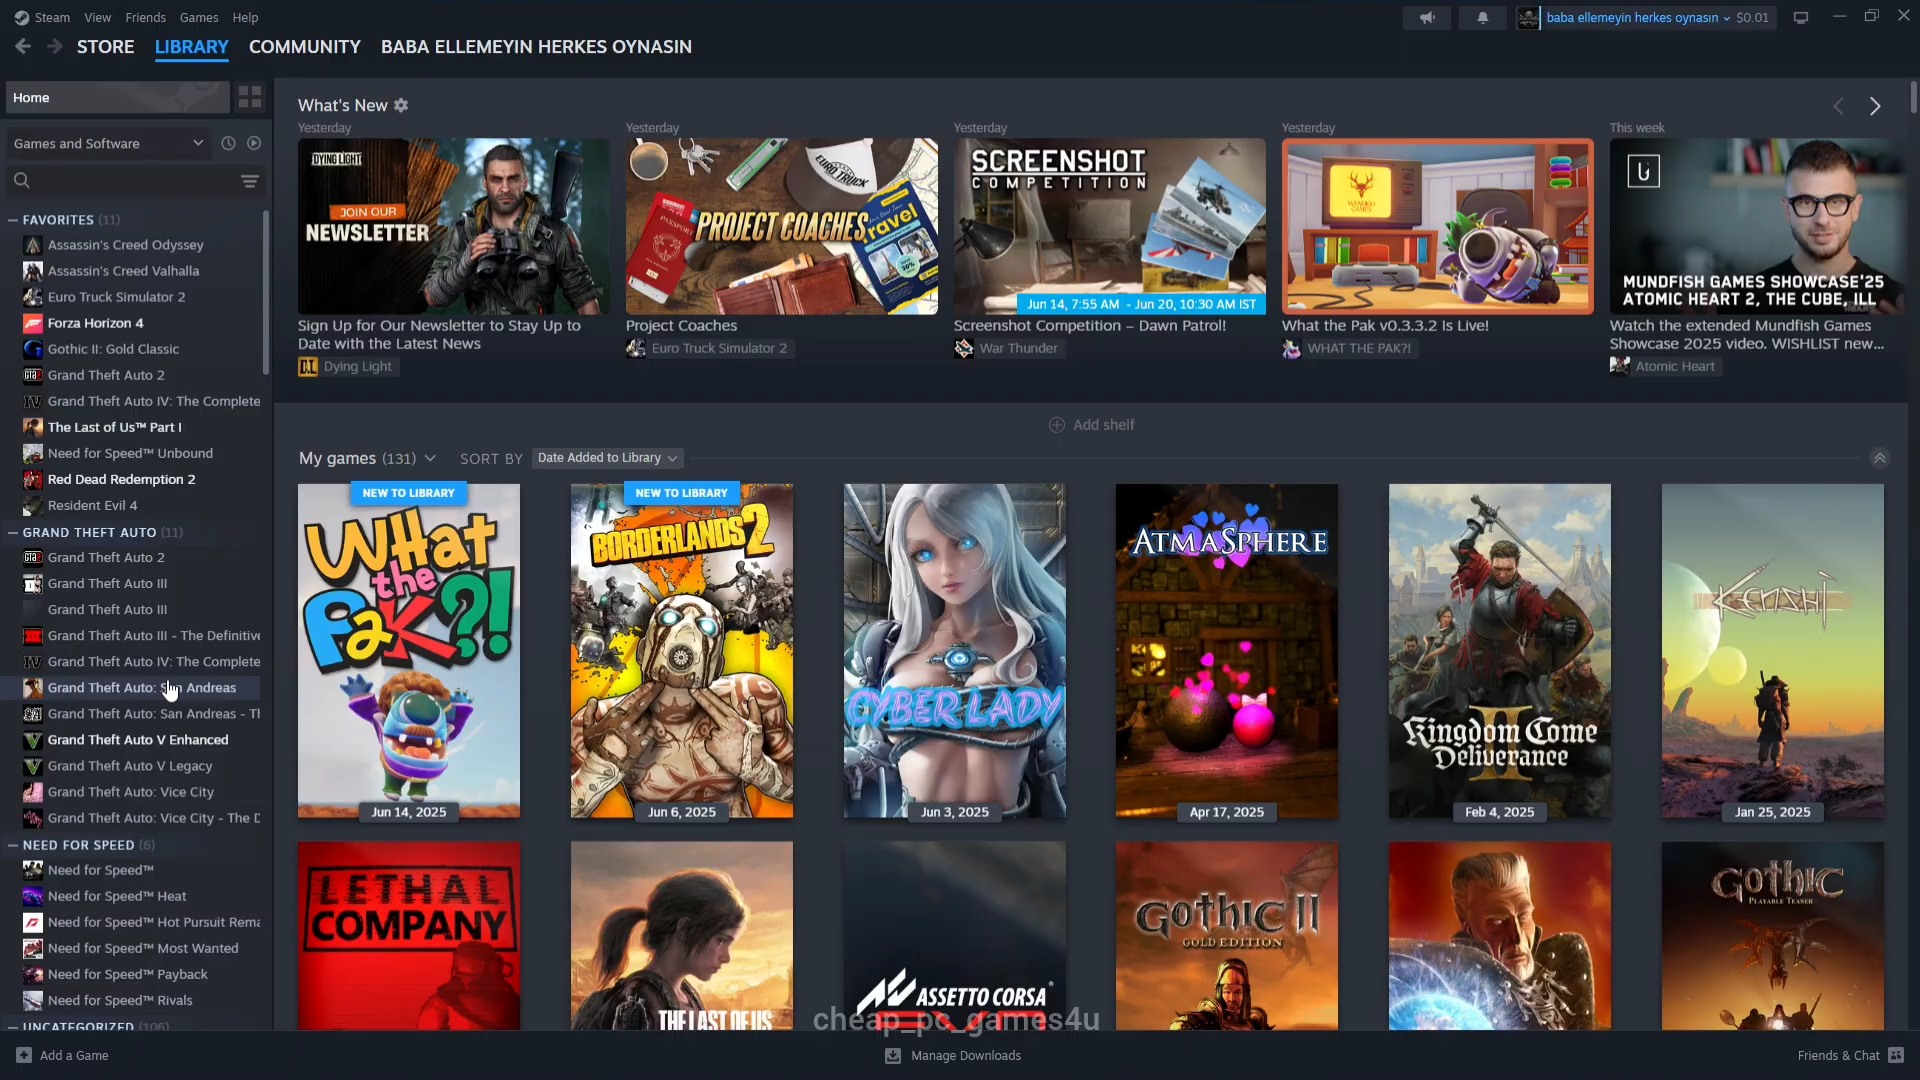 Steam View Friends Games Help
baba ellemeyin herkes oynasın $0.01
STORE LIBRARY COMMUNITY BABA ELLEMEYIN HERKES OYNASIN
Home
Games and Software
FAVORITES (11)
Assassin's Creed Odyssey
Assassin's Creed Valhalla
Euro Truck Simulator 2
Forza Horizon 4
Gothic II: Gold Classic
Grand Theft Auto 2
Grand Theft Auto IV: The Complete
The Last of Us™ Part I
Need for Speed™ Unbound
Red Dead Redemption 2
Resident Evil 4
GRAND THEFT AUTO (11)
Grand Theft Auto 2
Grand Theft Auto III
Grand Theft Auto III
Grand Theft Auto III - The Definitive
Grand Theft Auto IV: The Complete
Grand Theft Auto: San Andreas
Grand Theft Auto: San Andreas - Th
Grand Theft Auto V Enhanced
Grand Theft Auto V Legacy
Grand Theft Auto: Vice City
Grand Theft Auto: Vice City - The D
NEED FOR SPEED (6)
Need for Speed™
Need for Speed™ Heat
Need for Speed™ Hot Pursuit Rema
Need for Speed™ Most Wanted
Need for Speed™ Payback
Need for Speed™ Rivals
UNCATEGORIZED (106)
What's New
Yesterday
DYING LIGHT
JOIN OUR
NEWSLETTER
Sign Up for Our Newsletter to Stay Up to
Date with the Latest News
Dying Light
Yesterday
EURO TRUCK
PASSPORT
PROJECT COACHES
Travel
Project Coaches
Euro Truck Simulator 2
Yesterday
SCREENSHOT
COMPETITION
Jun 14, 7:55 AM - Jun 20, 10:30 AM IST
Screenshot Competition – Dawn Patrol!
War Thunder
Yesterday
What the Pak v0.3.3.2 Is Live!
WHAT THE PAK?!
This week
MUNDFISH GAMES SHOWCASE'25
ATOMIC HEART 2, THE CUBE, ILL
Watch the extended Mundfish Games
Showcase 2025 video. WISHLIST new...
Atomic Heart
Add shelf
My games (131) SORT BY Date Added to Library
NEW TO LIBRARY
What
the
PaK?!
Jun 14, 2025
NEW TO LIBRARY
BORDERLANDS 2
Jun 6, 2025
CYBER LADY
Jun 3, 2025
ATMASPHERE
Apr 17, 2025
Kingdom Come
Deliverance
II
Feb 4, 2025
KENSHI
Jan 25, 2025
LETHAL
COMPANY
THE LAST OF US
ASSETTO CORSA
GOTHIC II
GOLD EDITION
GOTHIC
PLAYABLE TEASER
cheap_pc_games4u
Add a Game
Manage Downloads
Friends & Chat